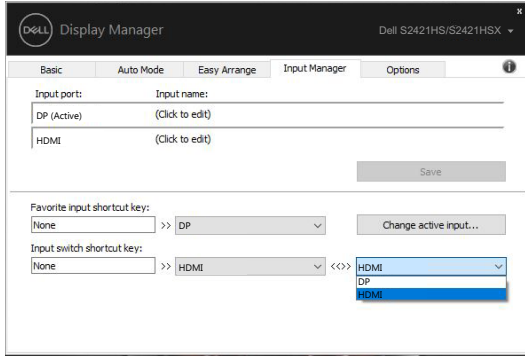 DELL Display Manager
Dell S2421HS/S2421HSX
x
Basic Auto Mode Easy Arrange Input Manager Options
Input port: Input name:
DP (Active) (Click to edit)
HDMI (Click to edit)
Save
Favorite input shortcut key:
None >> DP Change active input...
Input switch shortcut key:
None >> HDMI <<>> HDMI
DP
HDMI